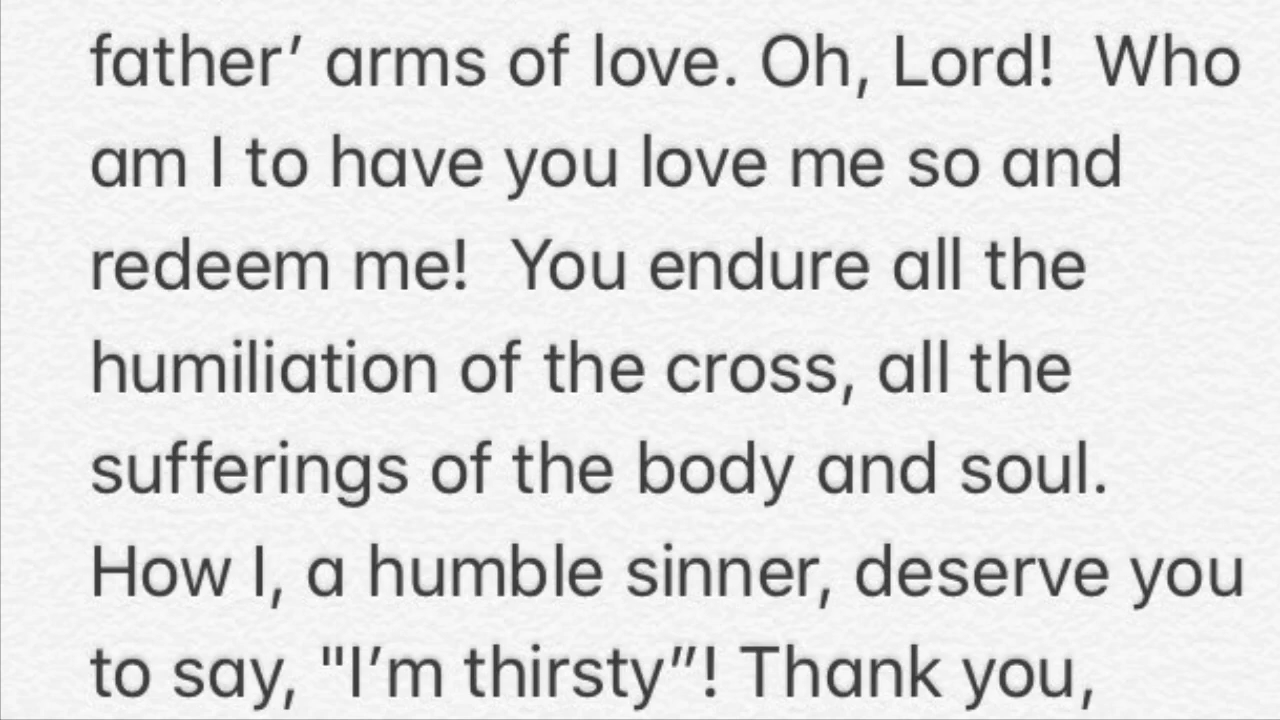 father’ arms of love. Oh, Lord!  Who
am I to have you love me so and
redeem me!  You endure all the
humiliation of the cross, all the
sufferings of the body and soul.
How I, a humble sinner, deserve you
to say, "I’m thirsty”! Thank you,